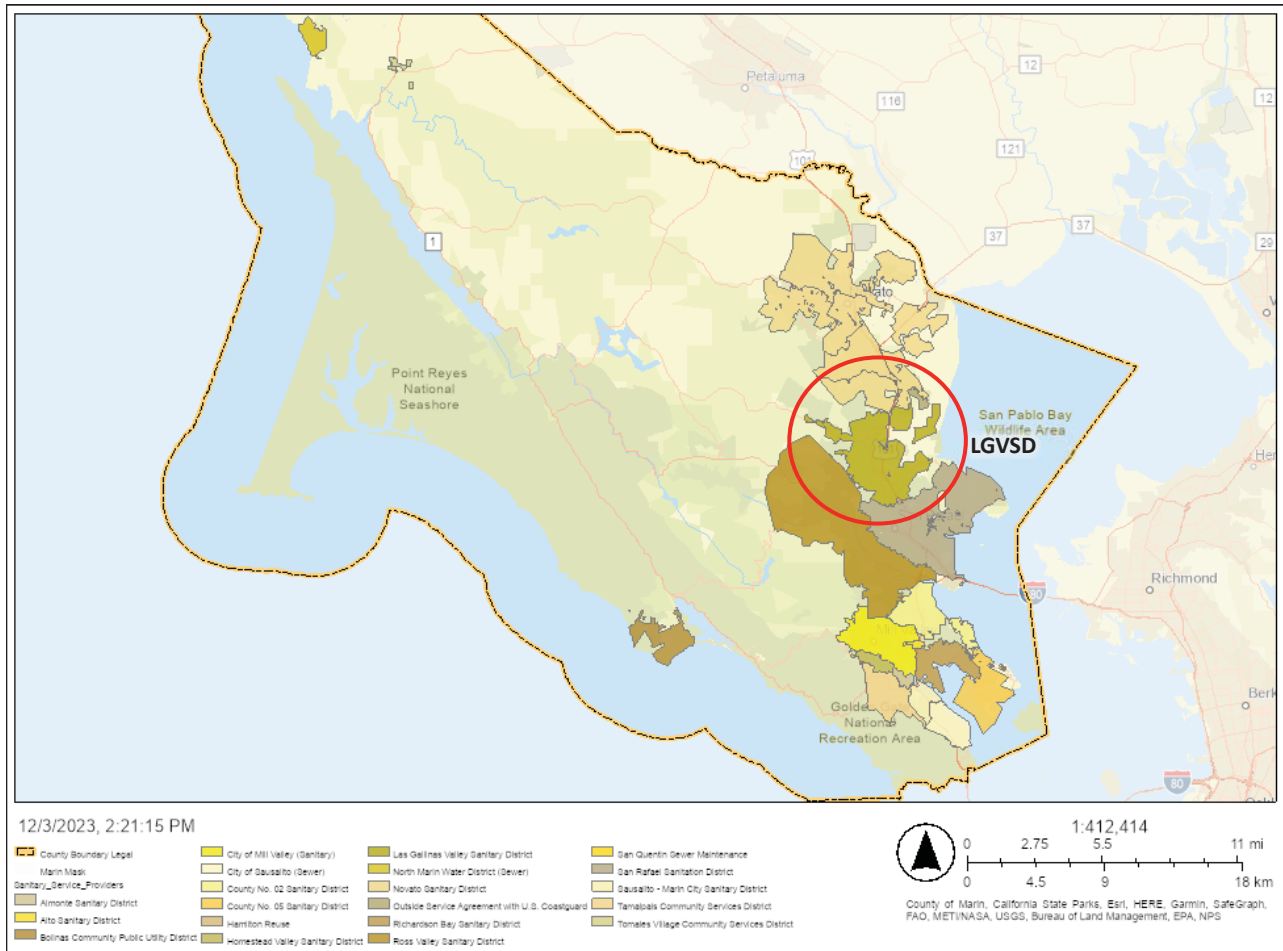 Petaluma
12
116
12
121
101
1
37
37
29
ato
Point Reyes
National
Seashore
San Pablo Bay
Wildlife Area
LGVSD
101
Richmond
80
Golden G
National
Recreation Area
Berk
80
12/3/2023, 2:21:15 PM
County Boundary Legal
Marin Mask
Sanitary_Service_Providers
Almonte Sanitary District
Alto Sanitary District
Bolinas Community Public Utility District
City of Mill Valley (Sanitary)
City of Sausalito (Sewer)
County No. 02 Sanitary District
County No. 05 Sanitary District
Hamilton Reuse
Homestead Valley Sanitary District
Las Gallinas Valley Sanitary District
North Marin Water District (Sewer)
Novato Sanitary District
Outside Service Agreement with U.S. Coastguard
Richardson Bay Sanitary District
Ross Valley Sanitary District
San Quentin Sewer Maintenance
San Rafael Sanitation District
Sausalito - Marin City Sanitary District
Tamalpais Community Services District
Tomales Village Community Services District
1:412,414
0 2.75 5.5 11 mi
0 4.5 9 18 km
County of Marin, California State Parks, Esri, HERE, Garmin, SafeGraph,
FAO, METI/NASA, USGS, Bureau of Land Management, EPA, NPS